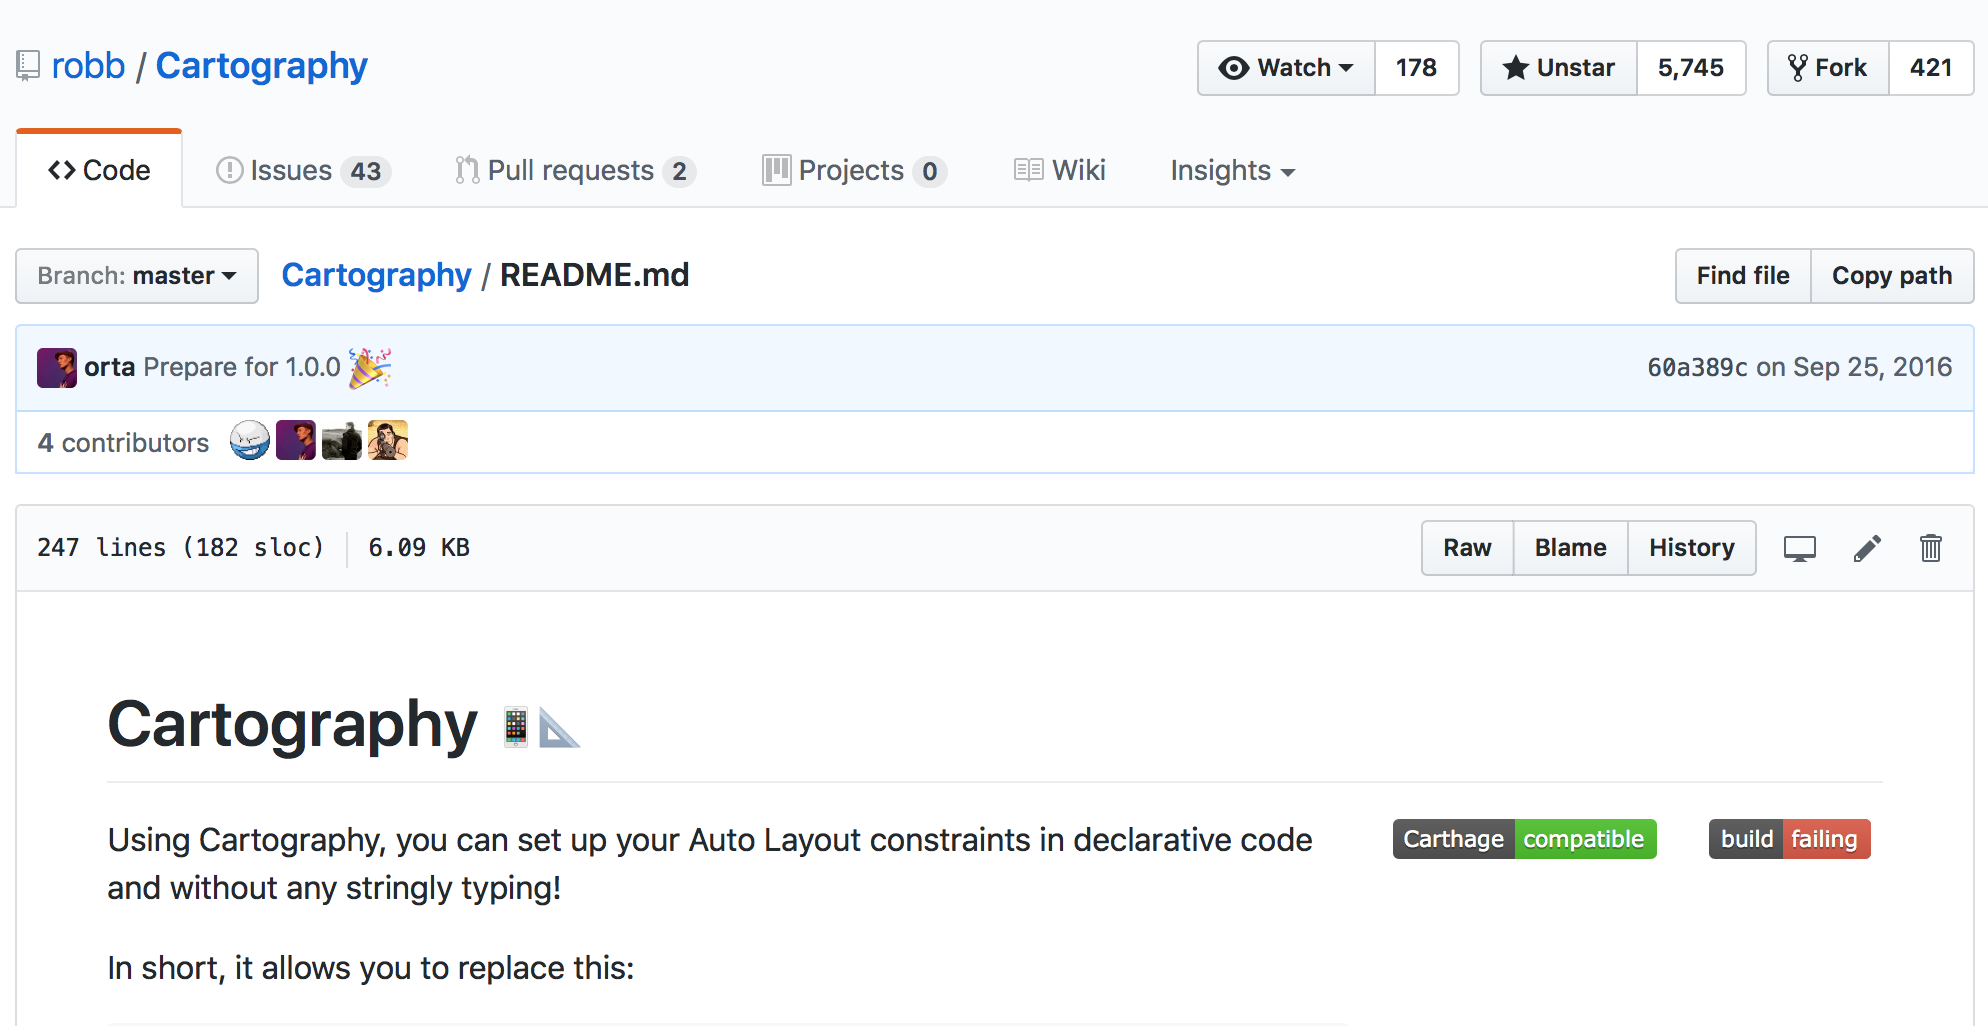 robb / Cartography
Watch 178 Unstar 5,745 Fork 421
Code Issues 43 Pull requests 2 Projects 0 Wiki Insights
Branch: master Cartography / README.md Find file Copy path
orta Prepare for 1.0.0 60a389c on Sep 25, 2016
4 contributors
247 lines (182 sloc) 6.09 KB Raw Blame History
Cartography
Using Cartography, you can set up your Auto Layout constraints in declarative code
and without any stringly typing!
Carthage compatible build failing
In short, it allows you to replace this: